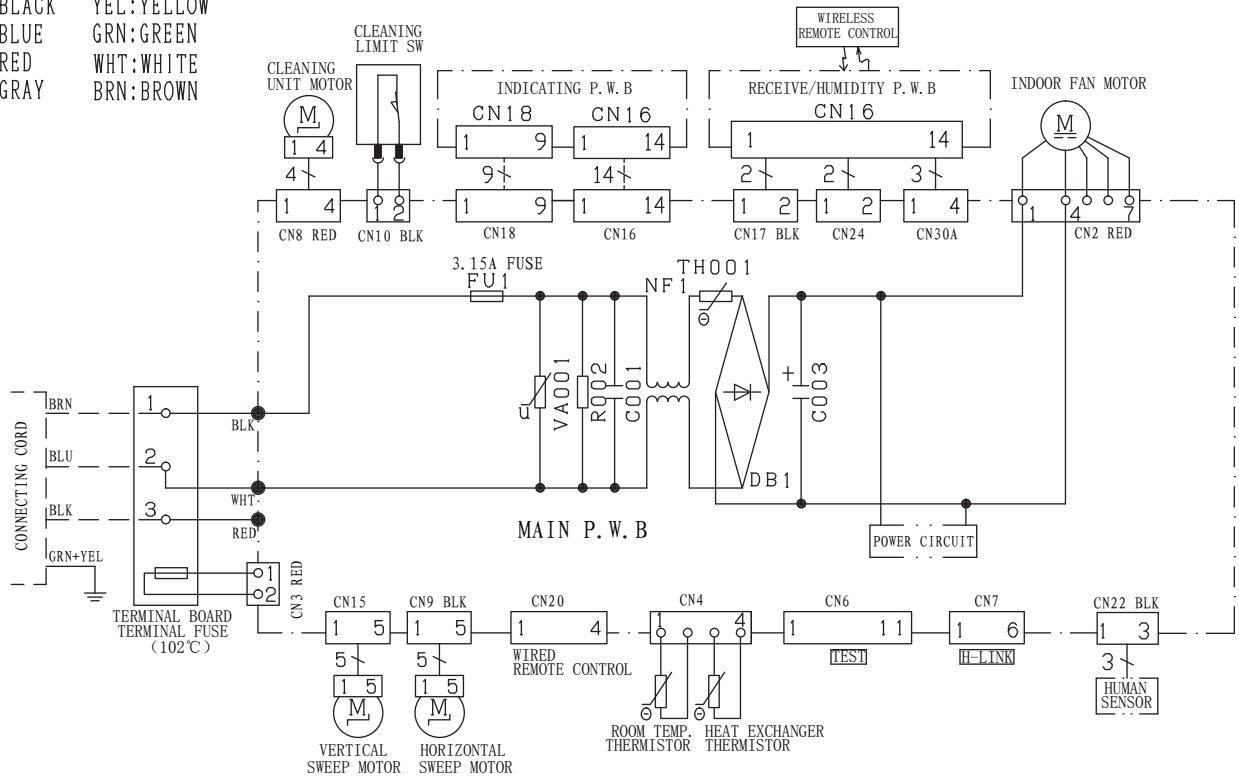 BLACK YEL:YELLOW
BLUE GRN:GREEN
RED WHT:WHITE
GRAY BRN:BROWN
CLEANING
LIMIT SW
CLEANING
UNIT MOTOR
M
1 4
4
1 4
CN8 RED
1 2
CN10 BLK
INDICATING P.W.B
CN18 CN16
1 9 1 14
9 14
1 9 1 14
CN18 CN16
WIRELESS
REMOTE CONTROL
RECEIVE/HUMIDITY P.W.B
CN16
1 14
2 2 3
1 2 1 2 1 4
CN17 BLK CN24 CN30A
INDOOR FAN MOTOR
M
1 4 7
CN2 RED
3.15A FUSE
FU1
NF1
TH001
Θ
u
VA001
R002
C001
DB1
+
C003
MAIN P.W.B
POWER CIRCUIT
CONNECTING CORD
BRN
BLU
BLK
GRN+YEL
1
2
3
BLK
WHT
RED
1
2
CN3 RED
TERMINAL BOARD
TERMINAL FUSE
(102℃)
CN15 CN9 BLK CN20 CN4 CN6 CN7 CN22 BLK
1 5 1 5 1 4 1 4 1 11 1 6 1 3
WIRED
REMOTE CONTROL
TEST
H-LINK
5 5
1 5 1 5
M M
VERTICAL
SWEEP MOTOR
HORIZONTAL
SWEEP MOTOR
Θ Θ
ROOM TEMP.
THERMISTOR
HEAT EXCHANGER
THERMISTOR
3
HUMAN
SENSOR